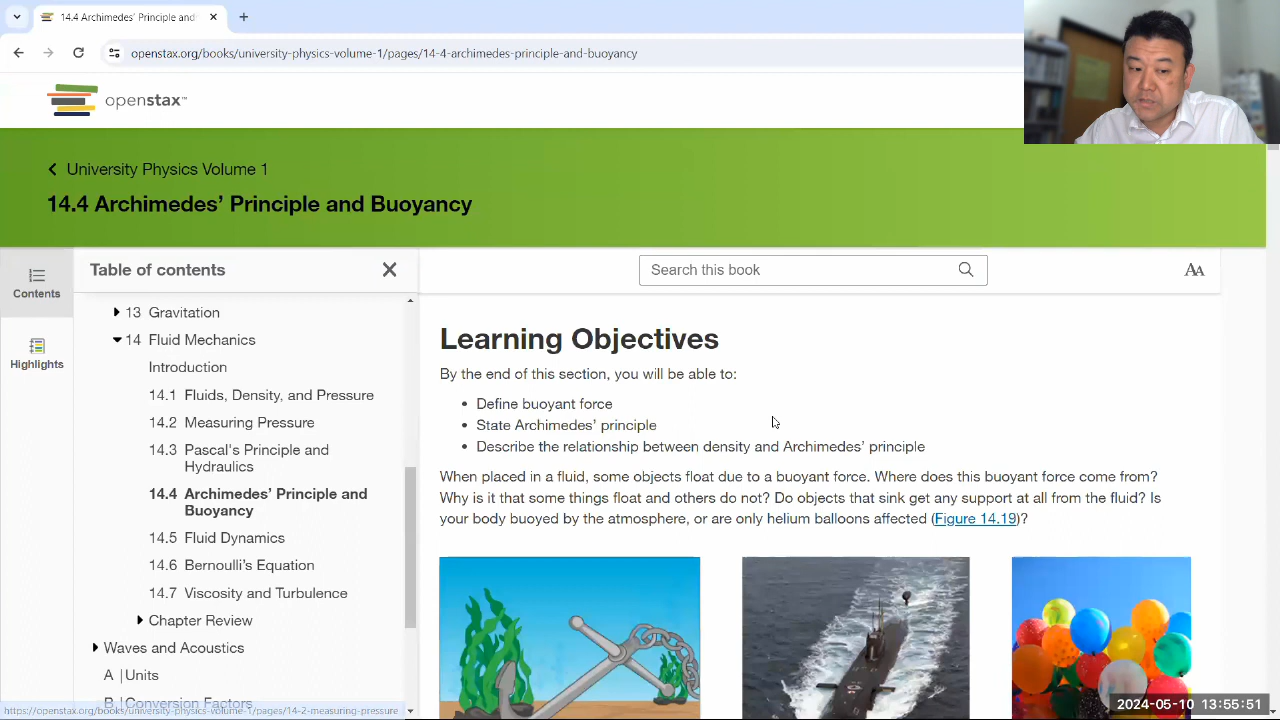 14.4 Archimedes' Principle an
openstax.org/books/university-physics-volume-1/pages/14-4-archimedes-principle-and-buoyancy
openstax™
University Physics Volume 1
14.4 Archimedes’ Principle and Buoyancy
Contents
Highlights
Table of contents
13 Gravitation
14 Fluid Mechanics
Introduction
14.1 Fluids, Density, and Pressure
14.2 Measuring Pressure
14.3 Pascal's Principle and
Hydraulics
14.4 Archimedes’ Principle and
Buoyancy
14.5 Fluid Dynamics
14.6 Bernoulli’s Equation
14.7 Viscosity and Turbulence
Chapter Review
Waves and Acoustics
A | Units
B | Conversion Factors
https://openstax.org/books/university-physics-volume-1/pages/14-2-measuring-pressure
Search this book
AA
Learning Objectives
By the end of this section, you will be able to:
• Define buoyant force
• State Archimedes’ principle
• Describe the relationship between density and Archimedes’ principle
When placed in a fluid, some objects float due to a buoyant force. Where does this buoyant force come from?
Why is it that some things float and others do not? Do objects that sink get any support at all from the fluid? Is
your body buoyed by the atmosphere, or are only helium balloons affected (Figure 14.19)?
2024-05-10 13:55:51